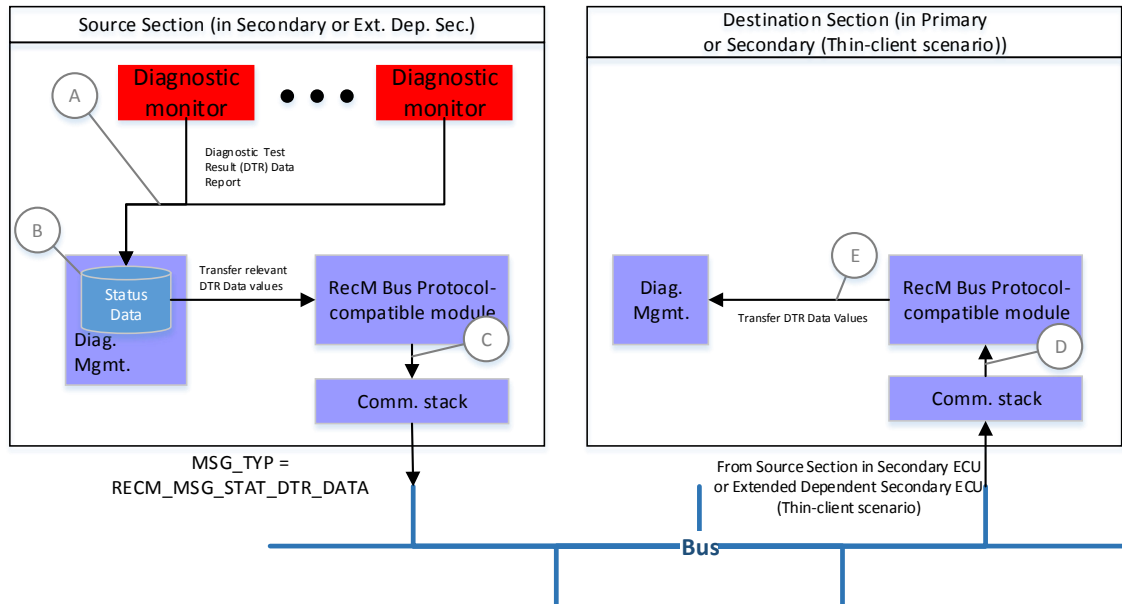 Source Section (in Secondary or Ext. Dep. Sec.)
Diagnostic
monitor
Diagnostic
monitor
A
Diagnostic Test
Result (DTR) Data
Report
B
Status
Data
Diag.
Mgmt.
Transfer relevant
DTR Data values
RecM Bus Protocol-
compatible module
C
Comm. stack
MSG_TYP =
RECM_MSG_STAT_DTR_DATA
Destination Section (in Primary
or Secondary (Thin-client scenario))
E
Diag.
Mgmt.
Transfer DTR Data Values
RecM Bus Protocol-
compatible module
D
Comm. stack
From Source Section in Secondary ECU
or Extended Dependent Secondary ECU
(Thin-client scenario)
Bus